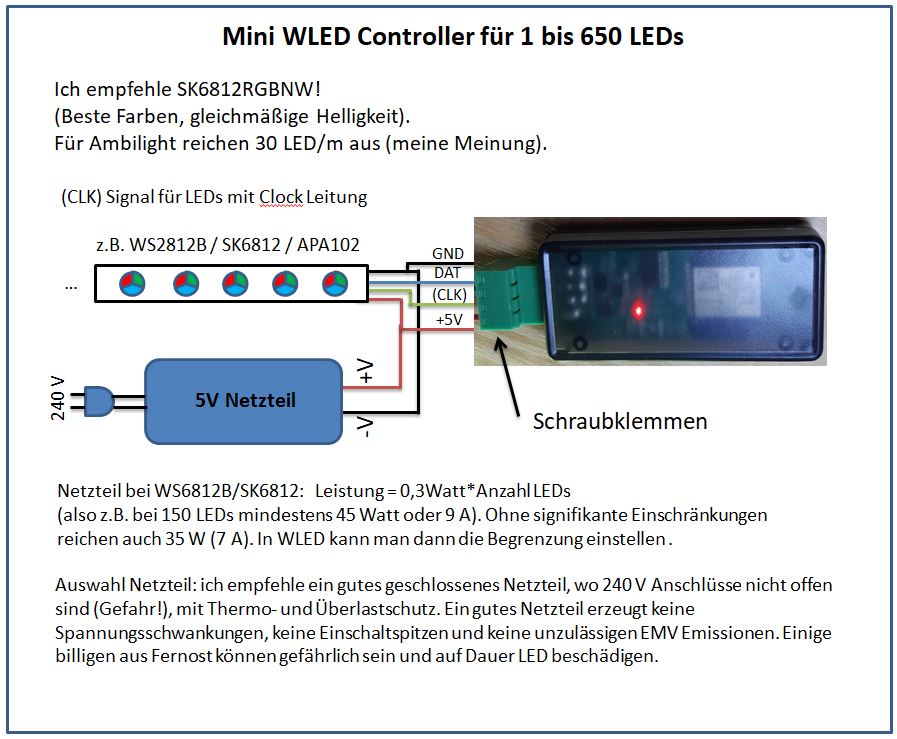 Mini WLED Controller für 1 bis 650 LEDs
Ich empfehle SK6812RGBNW!
(Beste Farben, gleichmäßige Helligkeit).
Für Ambilight reichen 30 LED/m aus (meine Meinung).
(CLK) Signal für LEDs mit Clock Leitung
z.B. WS2812B / SK6812 / APA102
...
GND
DAT
(CLK)
+5V
240 V
5V Netzteil
+V
-V
Schraubklemmen
Netzteil bei WS6812B/SK6812: Leistung = 0,3Watt*Anzahl LEDs
(also z.B. bei 150 LEDs mindestens 45 Watt oder 9 A). Ohne signifikante Einschränkungen
reichen auch 35 W (7 A). In WLED kann man dann die Begrenzung einstellen .
Auswahl Netzteil: ich empfehle ein gutes geschlossenes Netzteil, wo 240 V Anschlüsse nicht offen
sind (Gefahr!), mit Thermo- und Überlastschutz. Ein gutes Netzteil erzeugt keine
Spannungsschwankungen, keine Einschaltspitzen und keine unzulässigen EMV Emissionen. Einige
billigen aus Fernost können gefährlich sein und auf Dauer LED beschädigen.